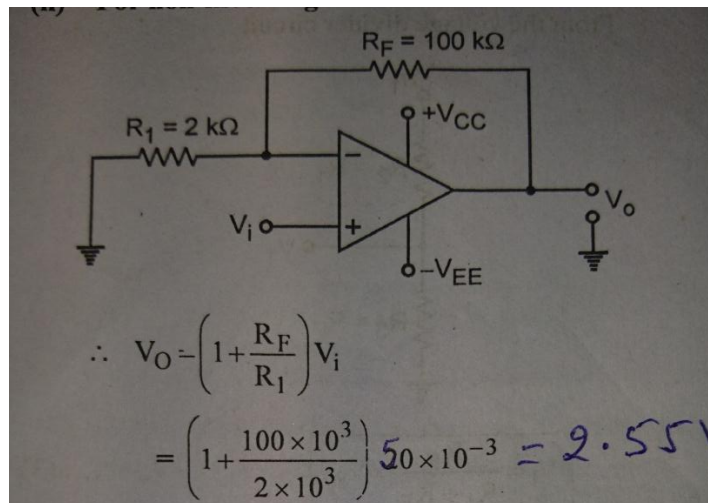 R_F = 100 kΩ
+V_CC
R_1 = 2 kΩ
−
V_i
+
V_o
−V_EE
∴ V_O = (1 + R_F / R_1) V_i
= (1 + 100 × 10^3 / 2 × 10^3) 50 × 10^−3 = 2.55V